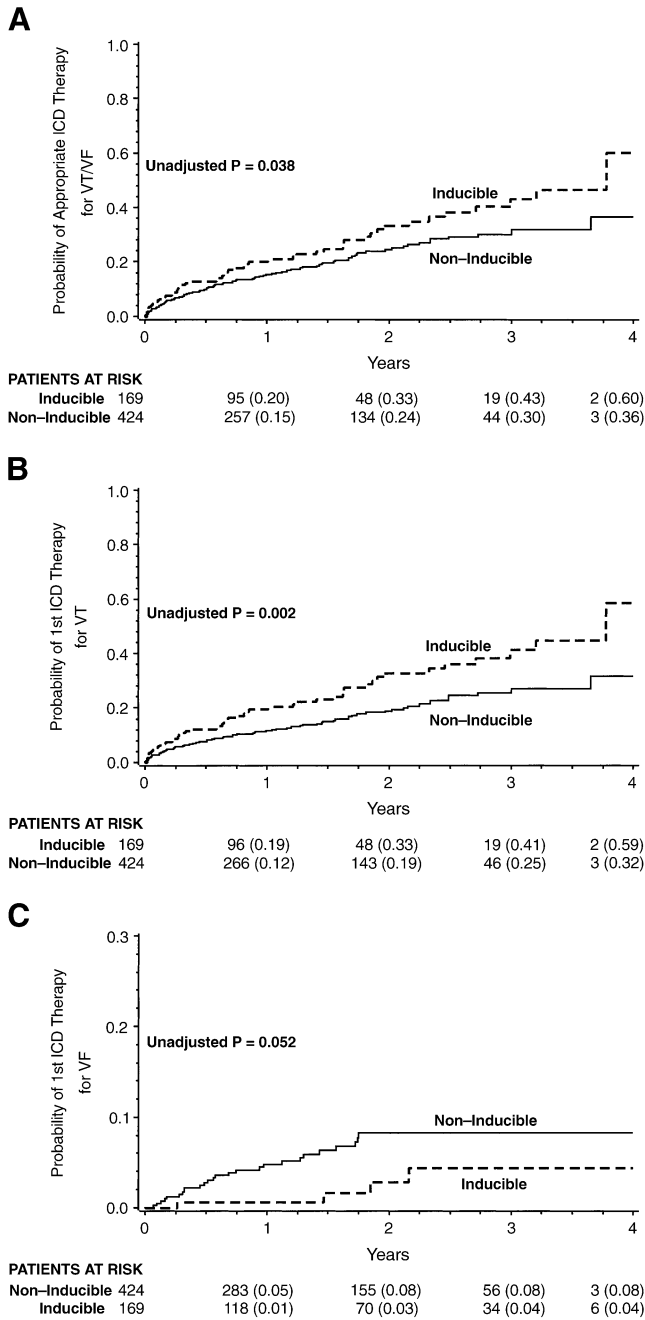 A
Probability of Appropriate ICD Therapy
for VT/VF
1.0
0.8
0.6
0.4
0.2
0.0
Unadjusted P = 0.038
Inducible
Non–Inducible
0 1 2 3 4
Years
PATIENTS AT RISK
Inducible 169 95 (0.20) 48 (0.33) 19 (0.43) 2 (0.60)
Non–Inducible 424 257 (0.15) 134 (0.24) 44 (0.30) 3 (0.36)
B
Probability of 1st ICD Therapy
for VT
1.0
0.8
0.6
0.4
0.2
0.0
Unadjusted P = 0.002
Inducible
Non–Inducible
0 1 2 3 4
Years
PATIENTS AT RISK
Inducible 169 96 (0.19) 48 (0.33) 19 (0.41) 2 (0.59)
Non–Inducible 424 266 (0.12) 143 (0.19) 46 (0.25) 3 (0.32)
C
Probability of 1st ICD Therapy
for VF
0.3
0.2
0.1
0.0
Unadjusted P = 0.052
Non–Inducible
Inducible
0 1 2 3 4
Years
PATIENTS AT RISK
Non–Inducible 424 283 (0.05) 155 (0.08) 56 (0.08) 3 (0.08)
Inducible 169 118 (0.01) 70 (0.03) 34 (0.04) 6 (0.04)